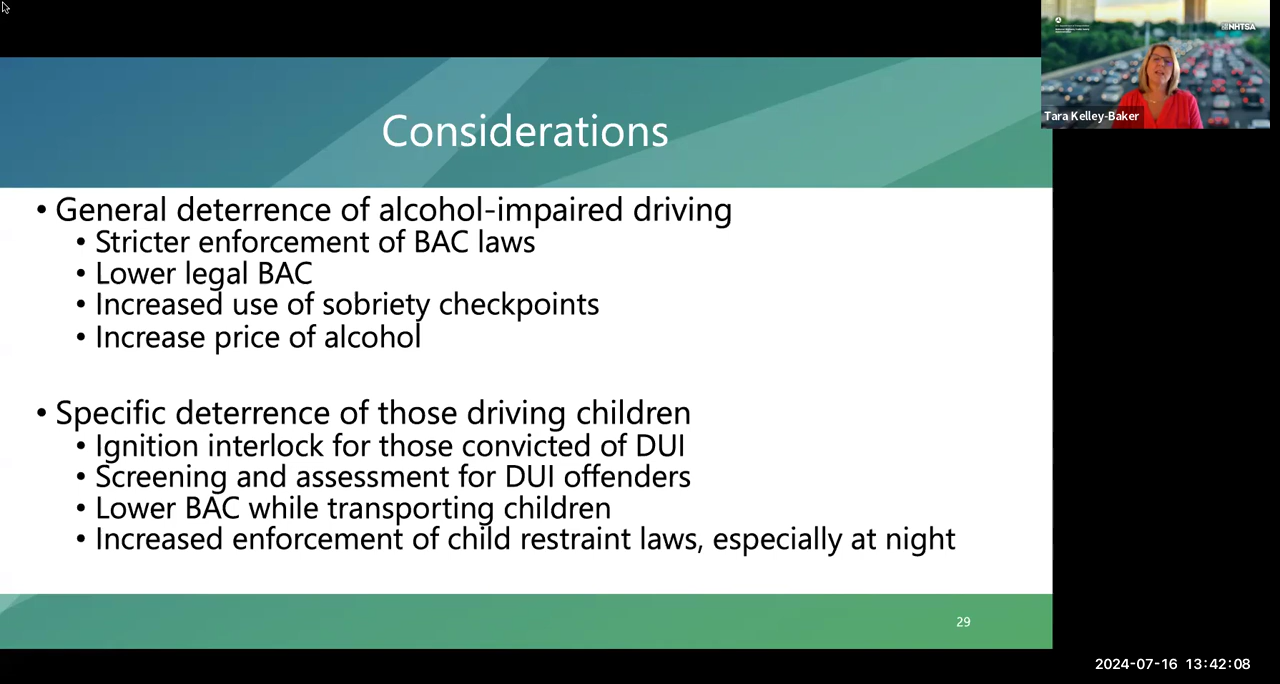 NHTSA
Tara Kelley-Baker
Considerations
• General deterrence of alcohol-impaired driving
• Stricter enforcement of BAC laws
• Lower legal BAC
• Increased use of sobriety checkpoints
• Increase price of alcohol
• Specific deterrence of those driving children
• Ignition interlock for those convicted of DUI
• Screening and assessment for DUI offenders
• Lower BAC while transporting children
• Increased enforcement of child restraint laws, especially at night
29
2024-07-16 13:42:08